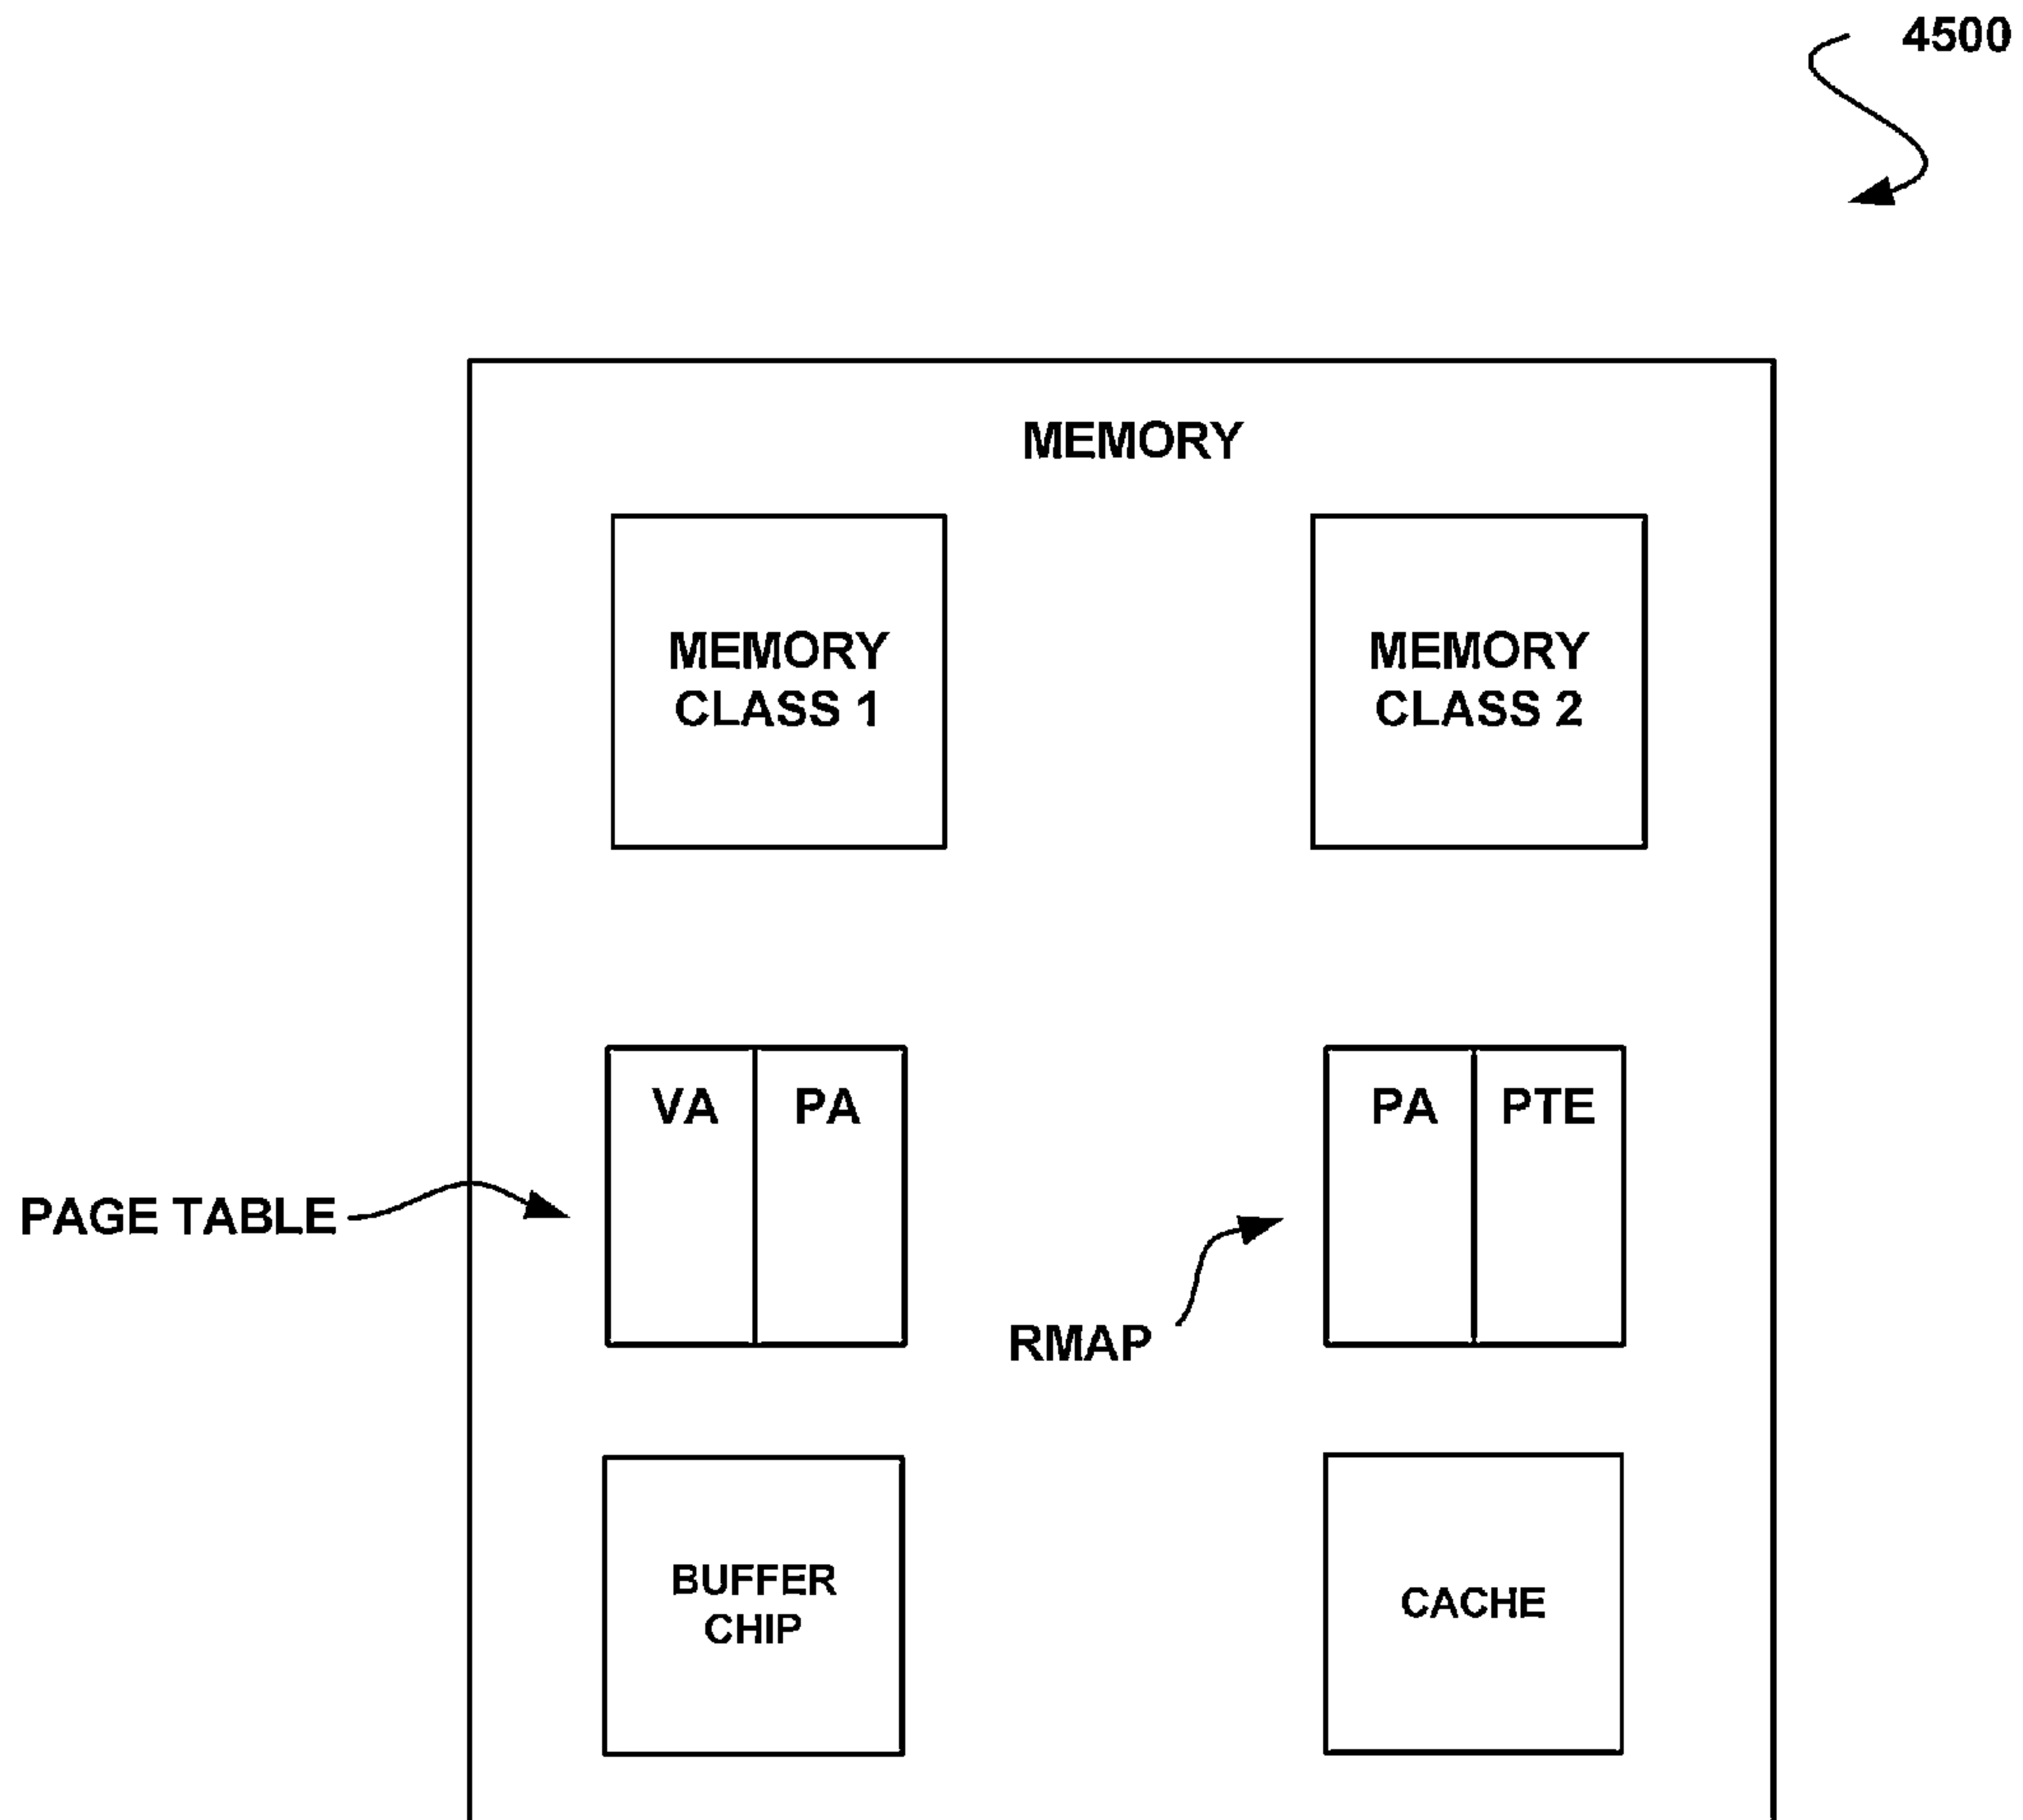 4500
MEMORY
MEMORY
CLASS 1
MEMORY
CLASS 2
VA
PA
PA
PTE
PAGE TABLE
RMAP
BUFFER
CHIP
CACHE